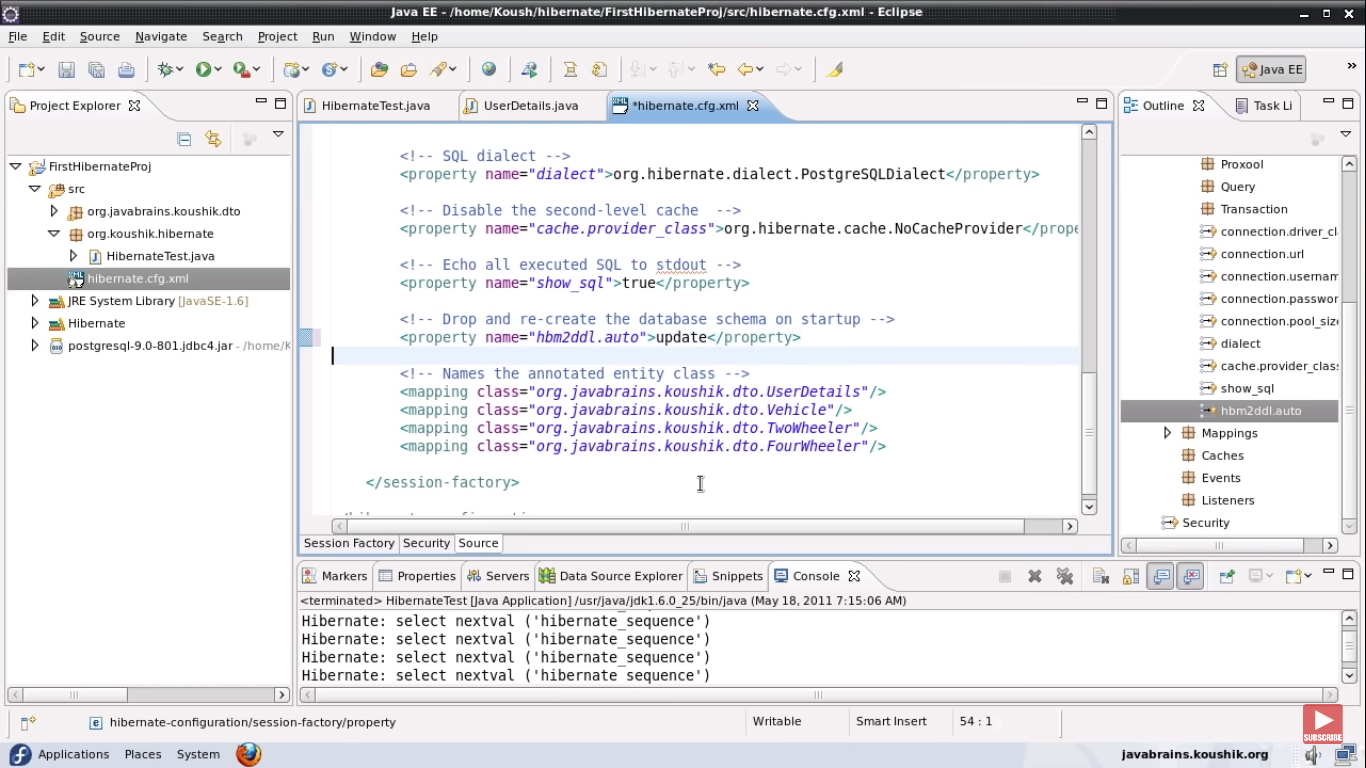 Java EE - /home/Koush/hibernate/FirstHibernateProj/src/hibernate.cfg.xml - Eclipse
File Edit Source Navigate Search Project Run Window Help
Java EE
Project Explorer
FirstHibernateProj
src
org.javabrains.koushik.dto
org.koushik.hibernate
HibernateTest.java
hibernate.cfg.xml
JRE System Library [JavaSE-1.6]
Hibernate
postgresql-9.0-801.jdbc4.jar - /home/K
HibernateTest.java UserDetails.java *hibernate.cfg.xml
<!-- SQL dialect -->
<property name="dialect">org.hibernate.dialect.PostgreSQLDialect</property>
<!-- Disable the second-level cache  -->
<property name="cache.provider_class">org.hibernate.cache.NoCacheProvider</prope
<!-- Echo all executed SQL to stdout -->
<property name="show_sql">true</property>
<!-- Drop and re-create the database schema on startup -->
<property name="hbm2ddl.auto">update</property>
<!-- Names the annotated entity class -->
<mapping class="org.javabrains.koushik.dto.UserDetails"/>
<mapping class="org.javabrains.koushik.dto.Vehicle"/>
<mapping class="org.javabrains.koushik.dto.TwoWheeler"/>
<mapping class="org.javabrains.koushik.dto.FourWheeler"/>
</session-factory>
Session Factory Security Source
Outline Task Li
Proxool
Query
Transaction
connection.driver_cl
connection.url
connection.usernam
connection.passwor
connection.pool_size
dialect
cache.provider_class
show_sql
hbm2ddl.auto
Mappings
Caches
Events
Listeners
Security
Markers Properties Servers Data Source Explorer Snippets Console
<terminated> HibernateTest [Java Application] /usr/java/jdk1.6.0_25/bin/java (May 18, 2011 7:15:06 AM)
Hibernate: select nextval ('hibernate_sequence')
Hibernate: select nextval ('hibernate_sequence')
Hibernate: select nextval ('hibernate_sequence')
Hibernate: select nextval ('hibernate_sequence')
hibernate-configuration/session-factory/property Writable Smart Insert 54 : 1
SUBSCRIBE
Applications Places System javabrains.koushik.org